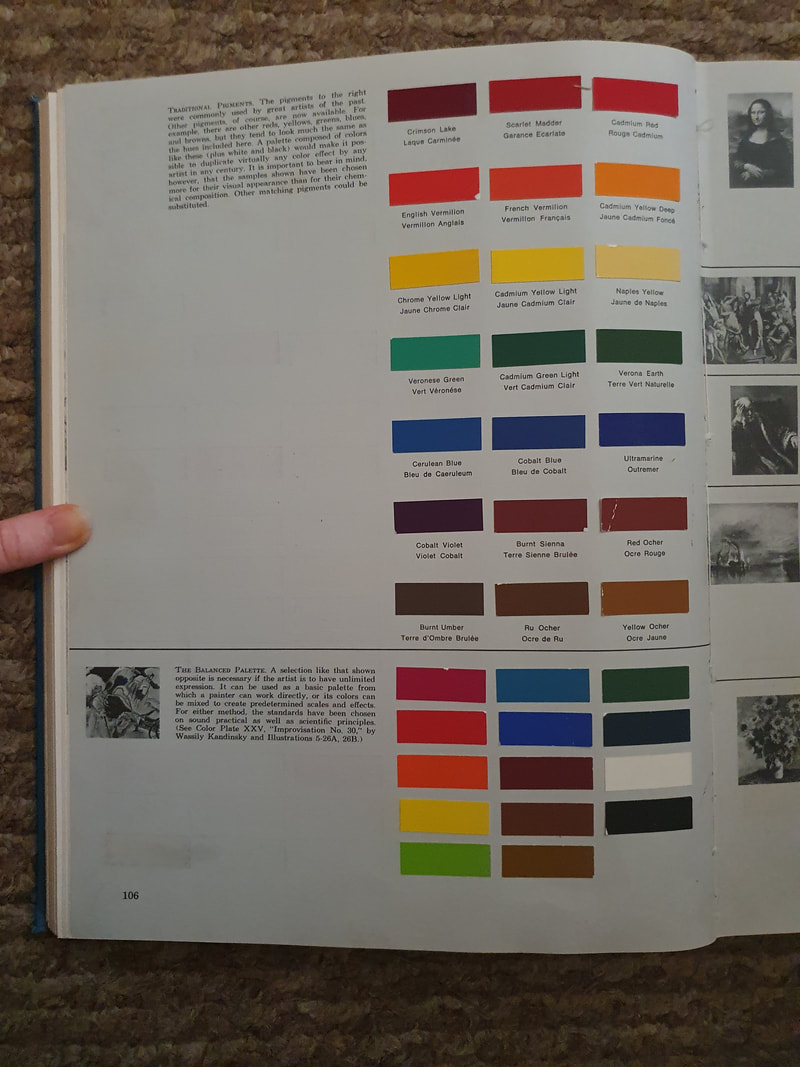 TRADITIONAL PIGMENTS. The pigments to the right
were commonly used by great artists of the past.
Other pigments, of course, are now available. For
example, there are other reds, yellows, greens, blues,
and browns, but they tend to look much the same as
the hues included here. A palette composed of colors
like these (plus white and black) would make it pos-
sible to duplicate virtually any color effect by any
artist in any century. It is important to bear in mind,
however, that the samples shown have been chosen
more for their visual appearance than for their chem-
ical composition. Other matching pigments could be
substituted.
Crimson Lake
Laque Carminée
Scarlet Madder
Garance Ecarlate
Cadmium Red
Rouge Cadmium
English Vermilion
Vermillon Anglais
French Vermilion
Vermillon Français
Cadmium Yellow Deep
Jaune Cadmium Foncé
Chrome Yellow Light
Jaune Chrome Clair
Cadmium Yellow Light
Jaune Cadmium Clair
Naples Yellow
Jaune de Naples
Veronese Green
Vert Véronése
Cadmium Green Light
Vert Cadmium Clair
Verona Earth
Terre Vert Naturelle
Cerulean Blue
Bleu de Caeruleum
Cobalt Blue
Bleu de Cobalt
Ultramarine
Outremer
Cobalt Violet
Violet Cobalt
Burnt Sienna
Terre Sienne Brulée
Red Ocher
Ocre Rouge
Burnt Umber
Terre d'Ombre Brulée
Ru Ocher
Ocre de Ru
Yellow Ocher
Ocre Jaune
THE BALANCED PALETTE. A selection like that shown
opposite is necessary if the artist is to have unlimited
expression. It can be used as a basic palette from
which a painter can work directly, or its colors can
be mixed to create predetermined scales and effects.
For either method, the standards have been chosen
on sound practical as well as scientific principles.
(See Color Plate XXV, "Improvisation No. 30," by
Wassily Kandinsky and Illustrations 5-26A, 26B.)
106